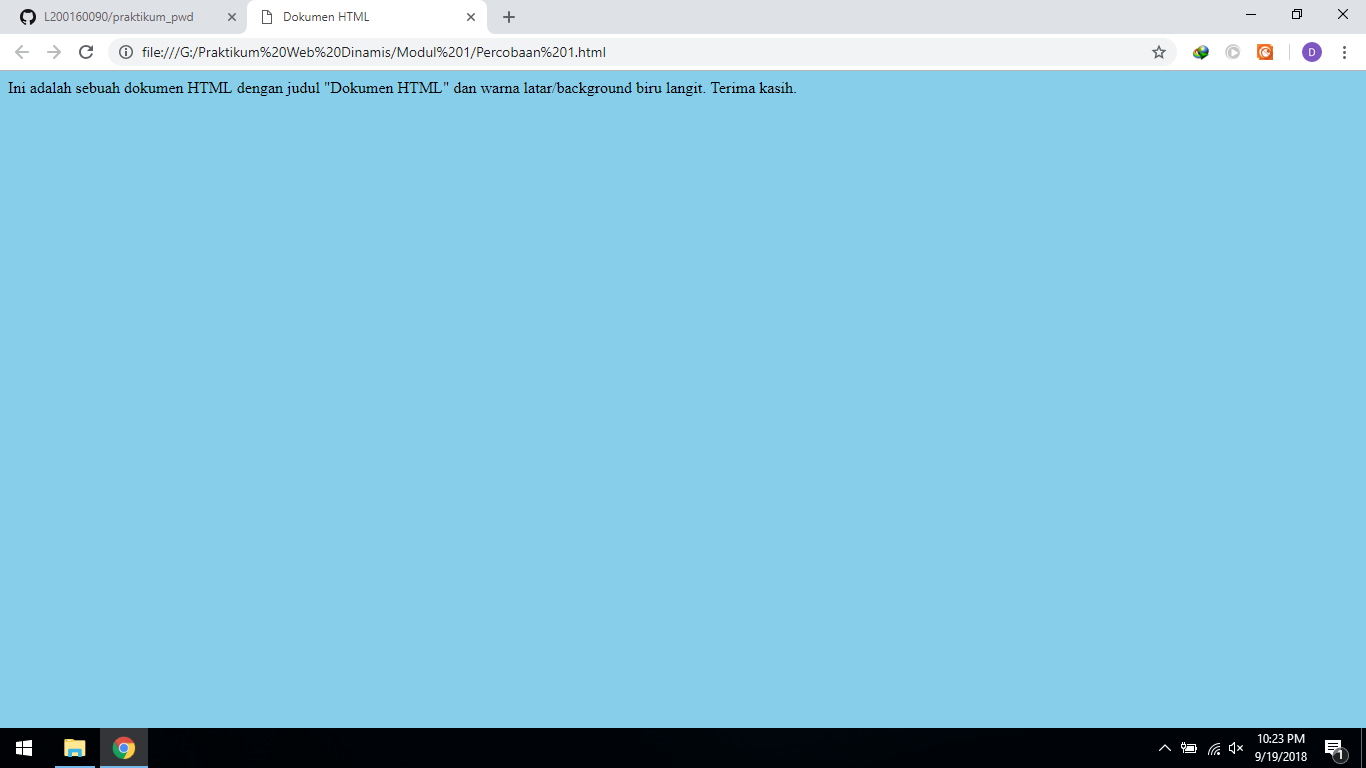 L200160090/praktikum_pwd
Dokumen HTML
file:///G:/Praktikum%20Web%20Dinamis/Modul%201/Percobaan%201.html
D
Ini adalah sebuah dokumen HTML dengan judul "Dokumen HTML" dan warna latar/background biru langit. Terima kasih.
10:23 PM
9/19/2018
1